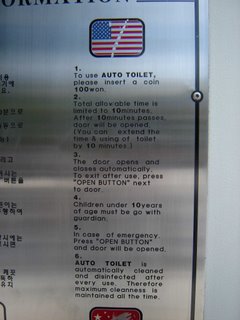 ORMATION
1.
To use AUTO TOILET,
please insert a coin
100won.
2.
Total allowable time is
limited to 10minutes.
After 10minutes passes,
door will be opened.
(You can extend the
time & using of toilet
by 10 minutes.)
3.
The door opens and
closes automatically.
To exit after use, press
"OPEN BUTTON" next
to door.
4.
Children under 10years
of age must be go with
guardian.
5.
In case of emergency.
Press "OPEN BUTTON"
and door will be opened.
6.
AUTO TOILET is
automatically cleaned
and disinfected after
every use. Therefore
maximum cleanness is
maintained all the time.